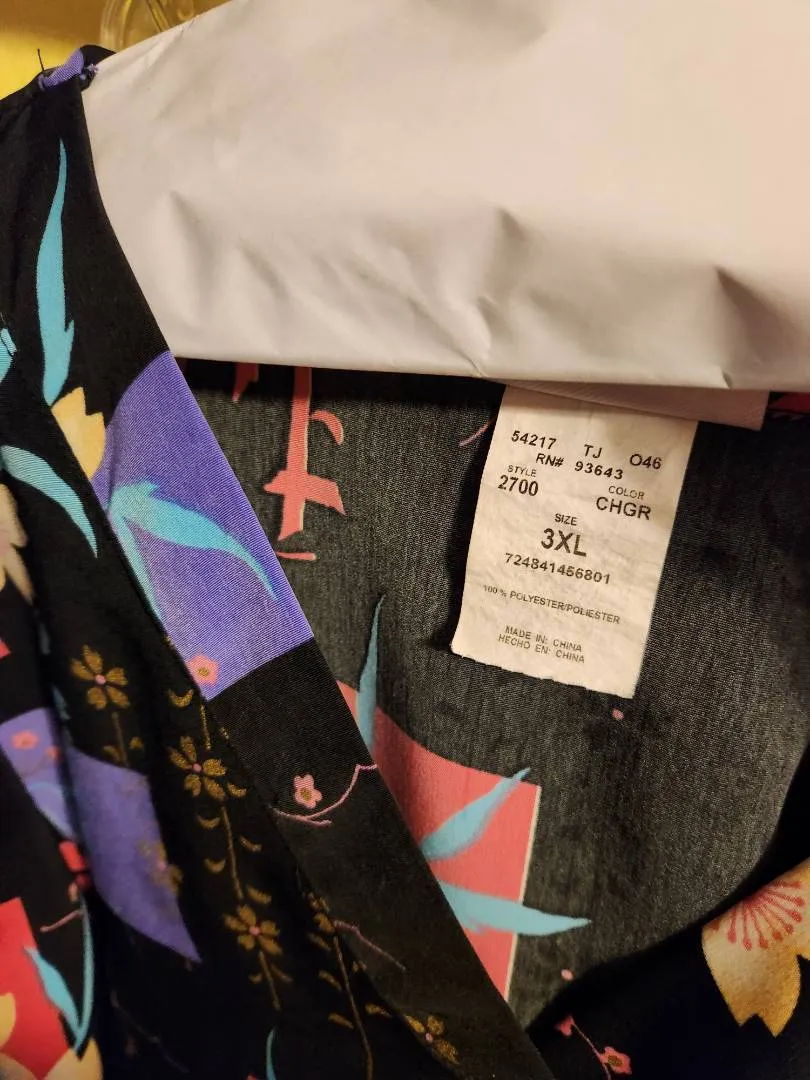 54217 TJ O46
RN# 93643
STYLE COLOR
2700 CHGR
SIZE
3XL
724841456801
100 % POLYESTER/POLIESTER
MADE IN: CHINA
HECHO EN: CHINA